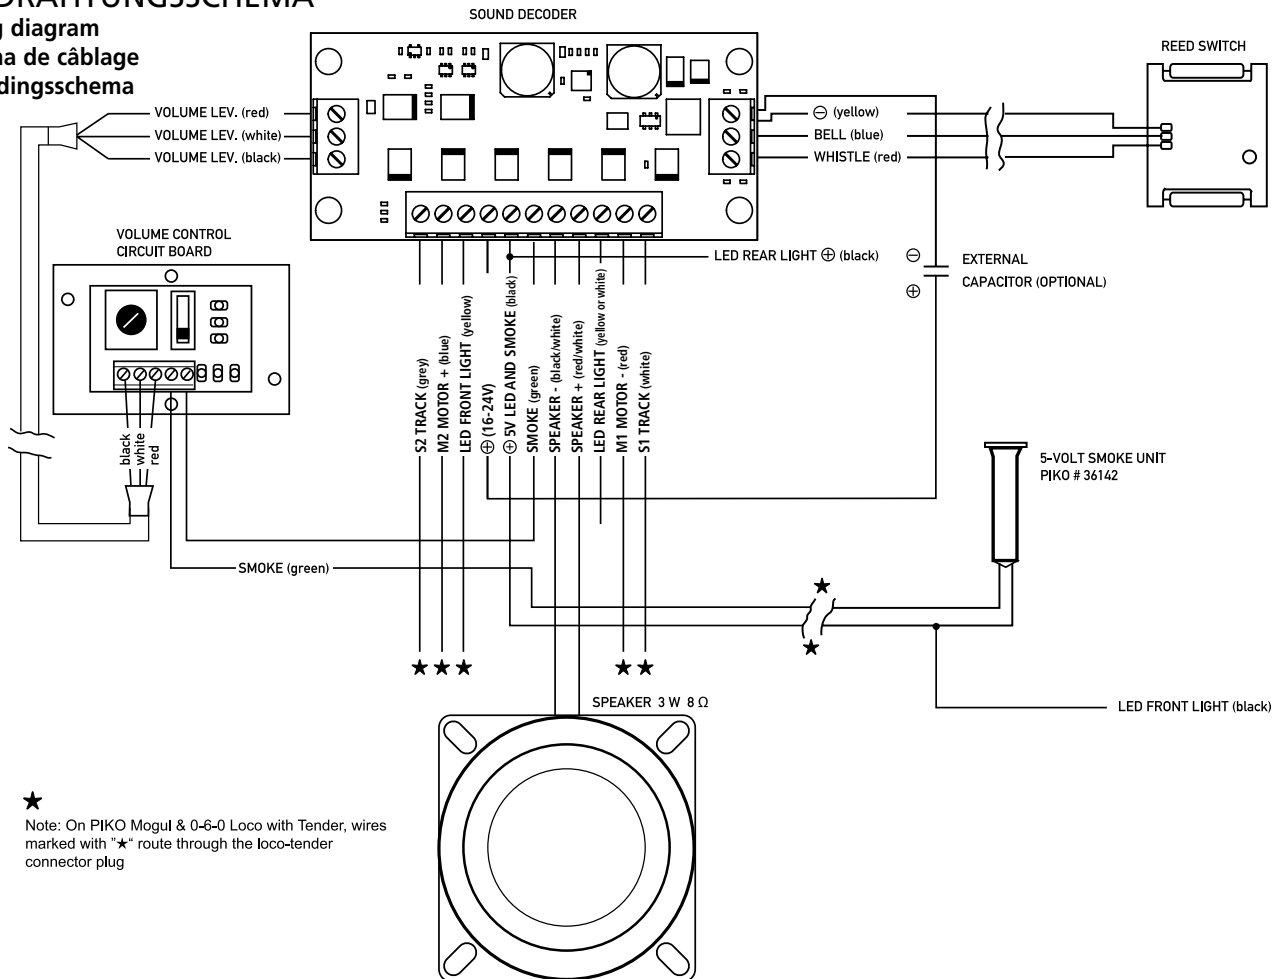 DRAHTUNGSSCHEMA
g diagram
na de câblage
dingsschema
SOUND DECODER
REED SWITCH
VOLUME LEV. (red)
VOLUME LEV. (white)
VOLUME LEV. (black)
⊖ (yellow)
BELL (blue)
WHISTLE (red)
VOLUME CONTROL
CIRCUIT BOARD
LED REAR LIGHT ⊕ (black)
⊖
⊕
EXTERNAL
CAPACITOR (OPTIONAL)
S2 TRACK (grey)
M2 MOTOR + (blue)
LED FRONT LIGHT (yellow)
⊕ (16-24V)
⊕ 5V LED AND SMOKE (black)
SMOKE (green)
SPEAKER - (black/white)
SPEAKER + (red/white)
LED REAR LIGHT (yellow or white)
M1 MOTOR - (red)
S1 TRACK (white)
black
white
red
5-VOLT SMOKE UNIT
PIKO # 36142
SMOKE (green)
SPEAKER 3 W 8 Ω
LED FRONT LIGHT (black)
★
Note: On PIKO Mogul & 0-6-0 Loco with Tender, wires
marked with "★" route through the loco-tender
connector plug